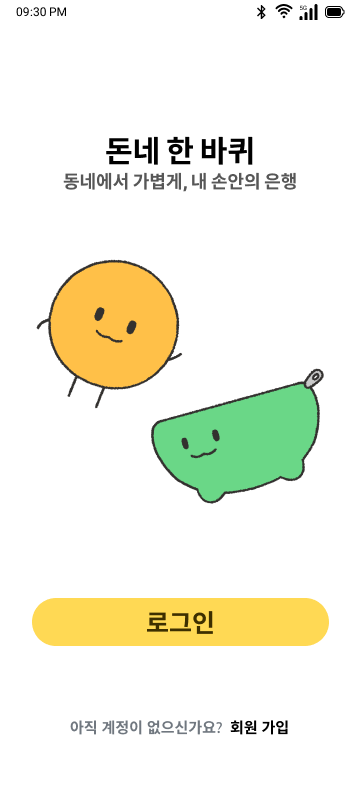 09:30 PM
5G
돈네 한 바퀴
동네에서 가볍게, 내 손안의 은행
로그인
아직 계정이 없으신가요? 회원 가입